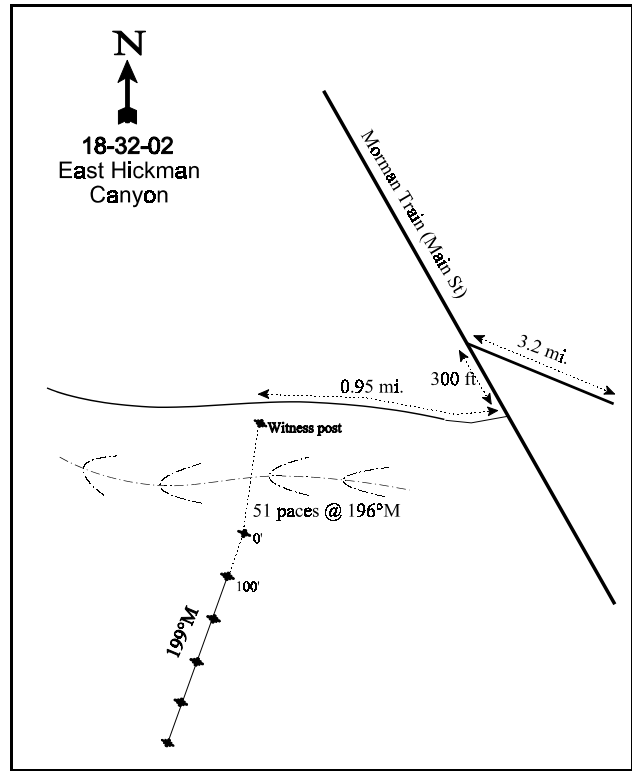 N
18-32-02
East Hickman
Canyon
Morman Train (Main St)
3.2 mi.
300 ft.
0.95 mi.
Witness post
51 paces @ 196°M
0'
100'
199°M